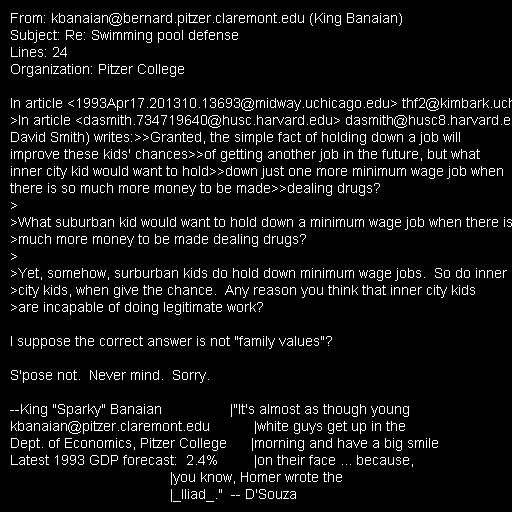 From: kbanaian@bernard.pitzer.claremont.edu (King Banaian)
Subject: Re: Swimming pool defense
Lines: 24
Organization: Pitzer College

In article <1993Apr17.201310.13693@midway.uchicago.edu> thf2@kimbark.uch
>In article <dasmith.734719640@husc.harvard.edu> dasmith@husc8.harvard.e
David Smith) writes:>>Granted, the simple fact of holding down a job will
improve these kids' chances>>of getting another job in the future, but what
inner city kid would want to hold>>down just one more minimum wage job when
there is so much more money to be made>>dealing drugs?
>
>What suburban kid would want to hold down a minimum wage job when there is
>much more money to be made dealing drugs?
>
>Yet, somehow, surburban kids do hold down minimum wage jobs.  So do inner
>city kids, when give the chance.  Any reason you think that inner city kids
>are incapable of doing legitimate work?

I suppose the correct answer is not "family values"?

S'pose not.  Never mind.  Sorry.

--King "Sparky" Banaian                 |"It's almost as though young
kbanaian@pitzer.claremont.edu           |white guys get up in the
Dept. of Economics, Pitzer College      |morning and have a big smile
Latest 1993 GDP forecast:  2.4%         |on their face ... because,
                                        |you know, Homer wrote the
                                        |_Iliad_."  -- D'Souza